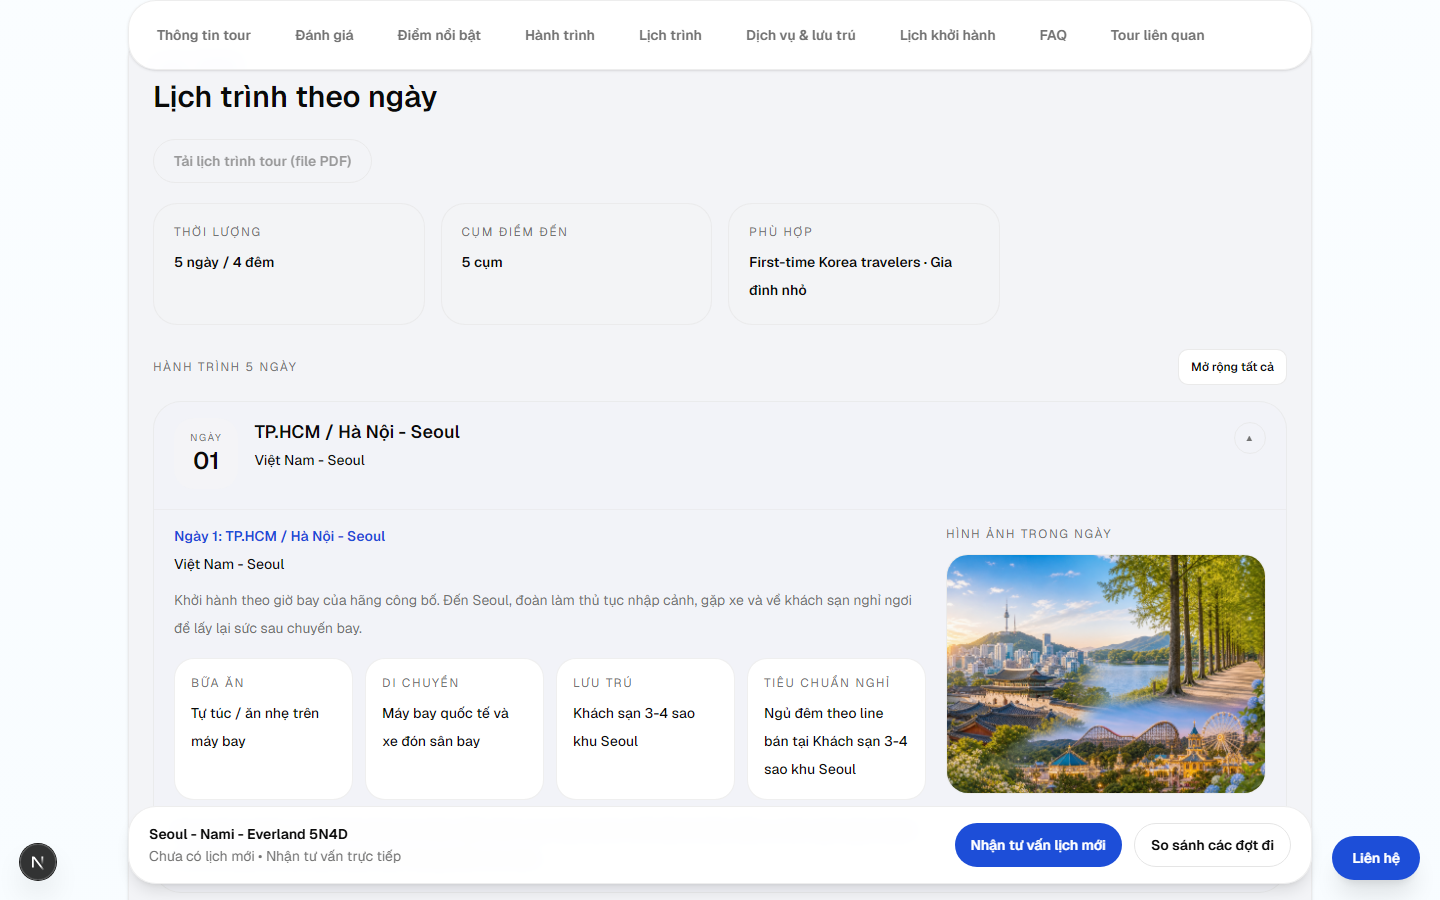 Thông tin tour
Đánh giá
Điểm nổi bật
Hành trình
Lịch trình
Dịch vụ & lưu trú
Lịch khởi hành
FAQ
Tour liên quan
Lịch trình theo ngày
Tải lịch trình tour (file PDF)
THỜI LƯỢNG
5 ngày / 4 đêm
CỤM ĐIỂM ĐẾN
5 cụm
PHÙ HỢP
First-time Korea travelers · Gia
đình nhỏ
HÀNH TRÌNH 5 NGÀY
Mở rộng tất cả
NGÀY
01
TP.HCM / Hà Nội - Seoul
Việt Nam - Seoul
Ngày 1: TP.HCM / Hà Nội - Seoul
Việt Nam - Seoul
Khởi hành theo giờ bay của hãng công bố. Đến Seoul, đoàn làm thủ tục nhập cảnh, gặp xe và về khách sạn nghỉ ngơi
để lấy lại sức sau chuyến bay.
BỮA ĂN
Tự túc / ăn nhẹ trên
máy bay
DI CHUYỂN
Máy bay quốc tế và
xe đón sân bay
LƯU TRÚ
Khách sạn 3-4 sao
khu Seoul
TIÊU CHUẨN NGHỈ
Ngủ đêm theo line
bán tại Khách sạn 3-4
sao khu Seoul
HÌNH ẢNH TRONG NGÀY
Seoul - Nami - Everland 5N4D
Chưa có lịch mới • Nhận tư vấn trực tiếp
Nhận tư vấn lịch mới
So sánh các đợt đi
Liên hệ
N